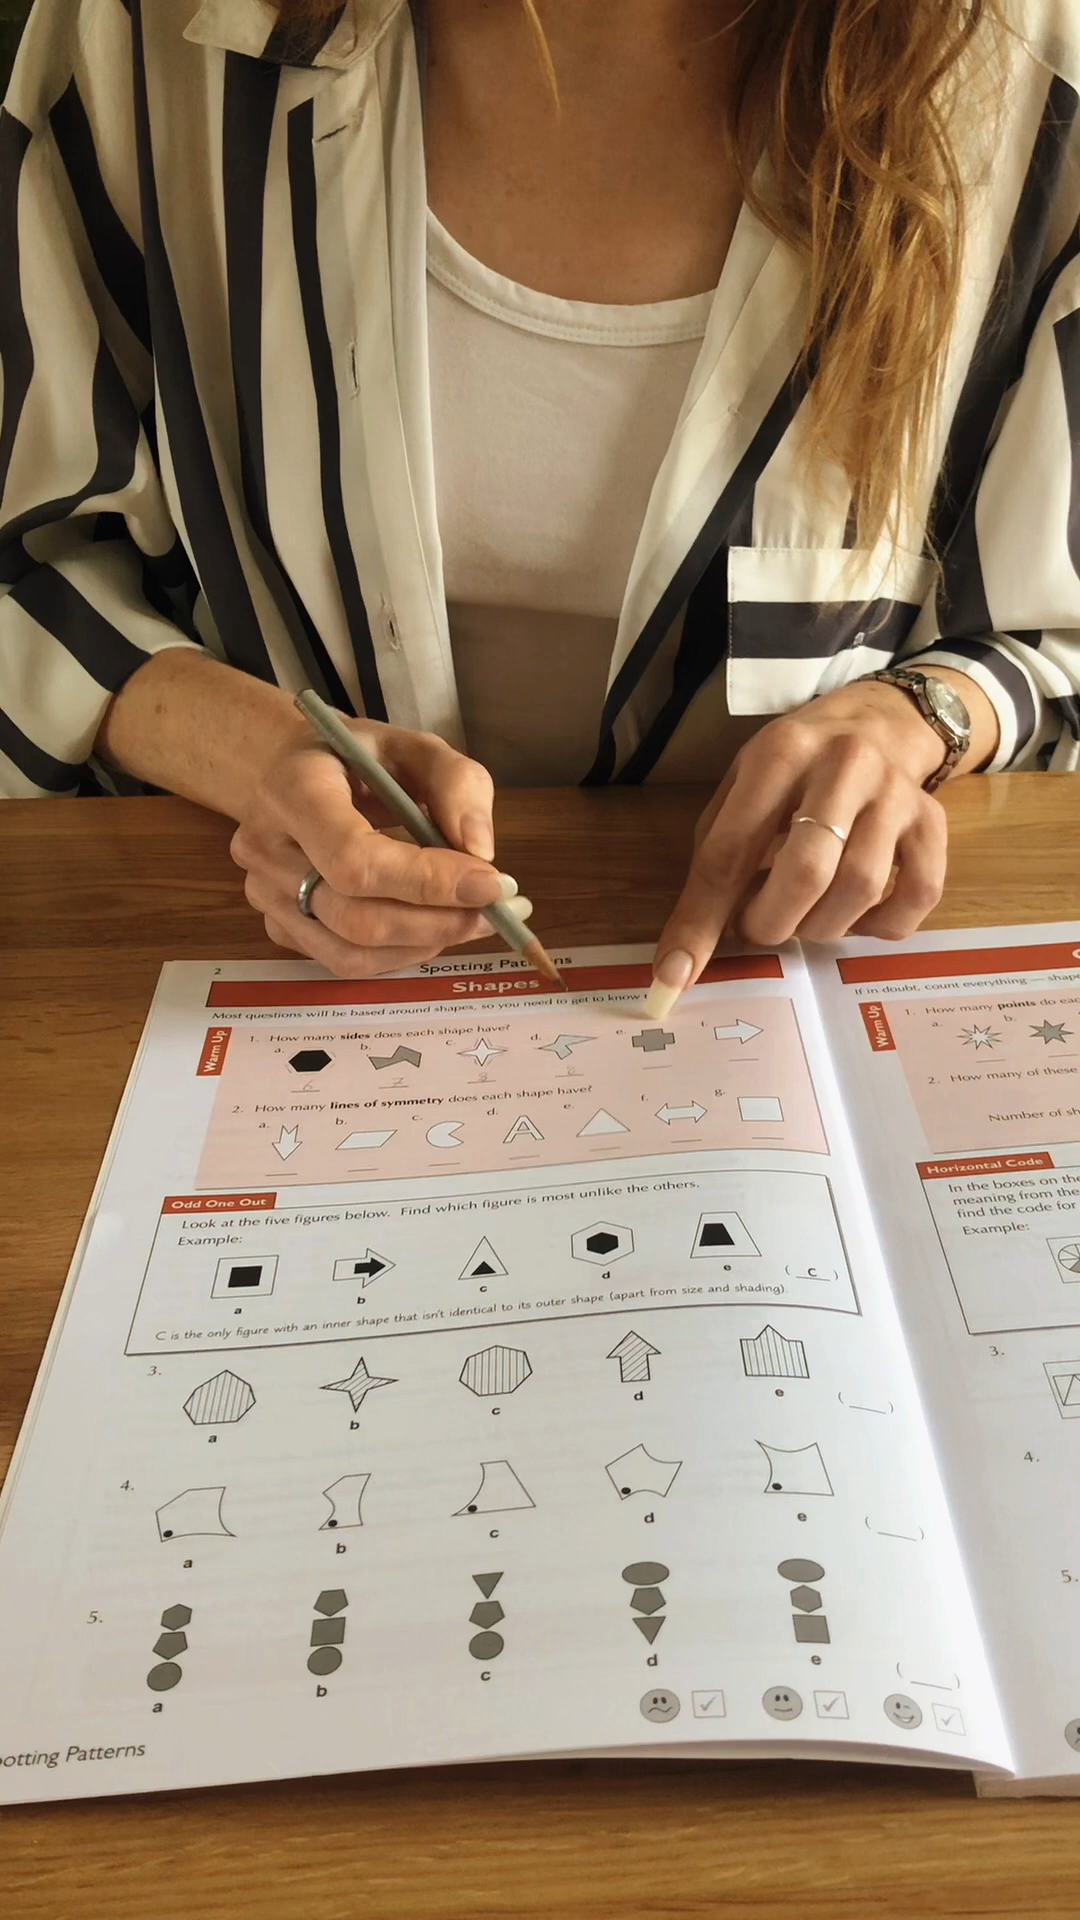 2
Spotting Pat ns
Shapes
Most questions will be based around shapes, so you need to get to know
Warm Up
1. How many sides does each shape have?
a. b. c. d. e. f.
6 7 8 8
2. How many lines of symmetry does each shape have?
a. b. c. d. e. f. g.
Odd One Out
Look at the five figures below. Find which figure is most unlike the others.
Example:
a b c d e ( c )
C is the only figure with an inner shape that isn't identical to its outer shape (apart from size and shading).
3.
a b c d e
4.
a b c d e
5.
a b c d e
otting Patterns
If in doubt, count everything — shape
Warm Up
1. How many points do eac
a. b.
2. How many of these
Number of sh
Horizontal Code
In the boxes on the
meaning from the
find the code for
Example:
3.
4.
5.